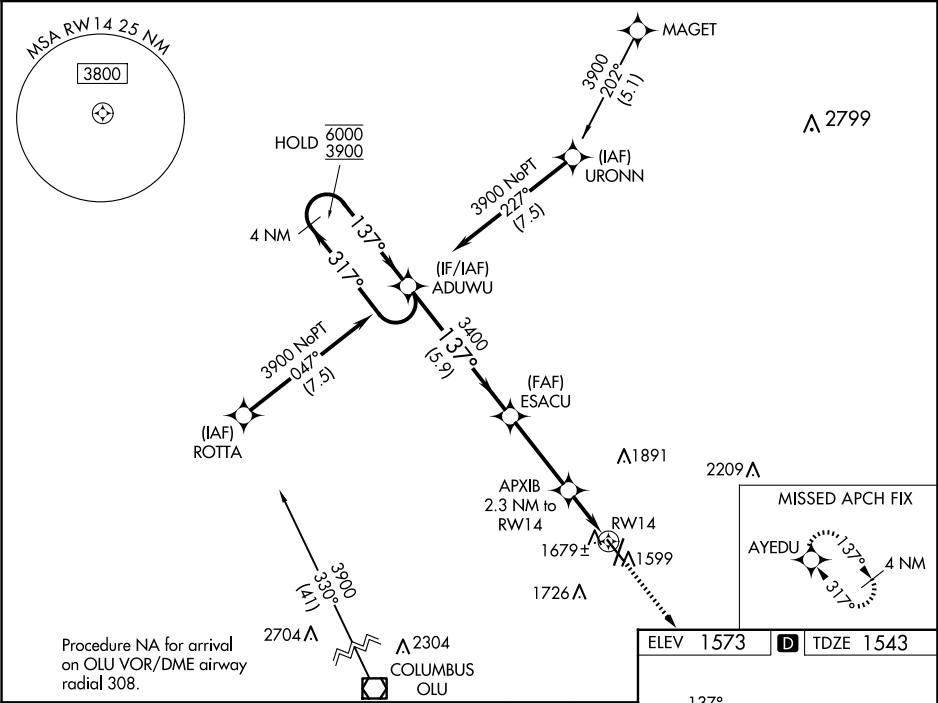 MSA RW14 25 NM
3800
MAGET
3900
202°
(5.1)
2799
HOLD
6000
3900
(IAF)
URONN
3900 NoPT
227°
(7.5)
4 NM
137°
317°
(IF/IAF)
ADUWU
3400
137°
(5.9)
3900 NoPT
047°
(7.5)
(IAF)
ROTTA
(FAF)
ESACU
1891
2209
APXIB
2.3 NM to
RW14
RW14
1679±
1599
1726
MISSED APCH FIX
AYEDU
137°
317°
4 NM
3900
330°
(41)
2704
2304
COLUMBUS
OLU
Procedure NA for arrival
on OLU VOR/DME airway
radial 308.
ELEV 1573 D TDZE 1543